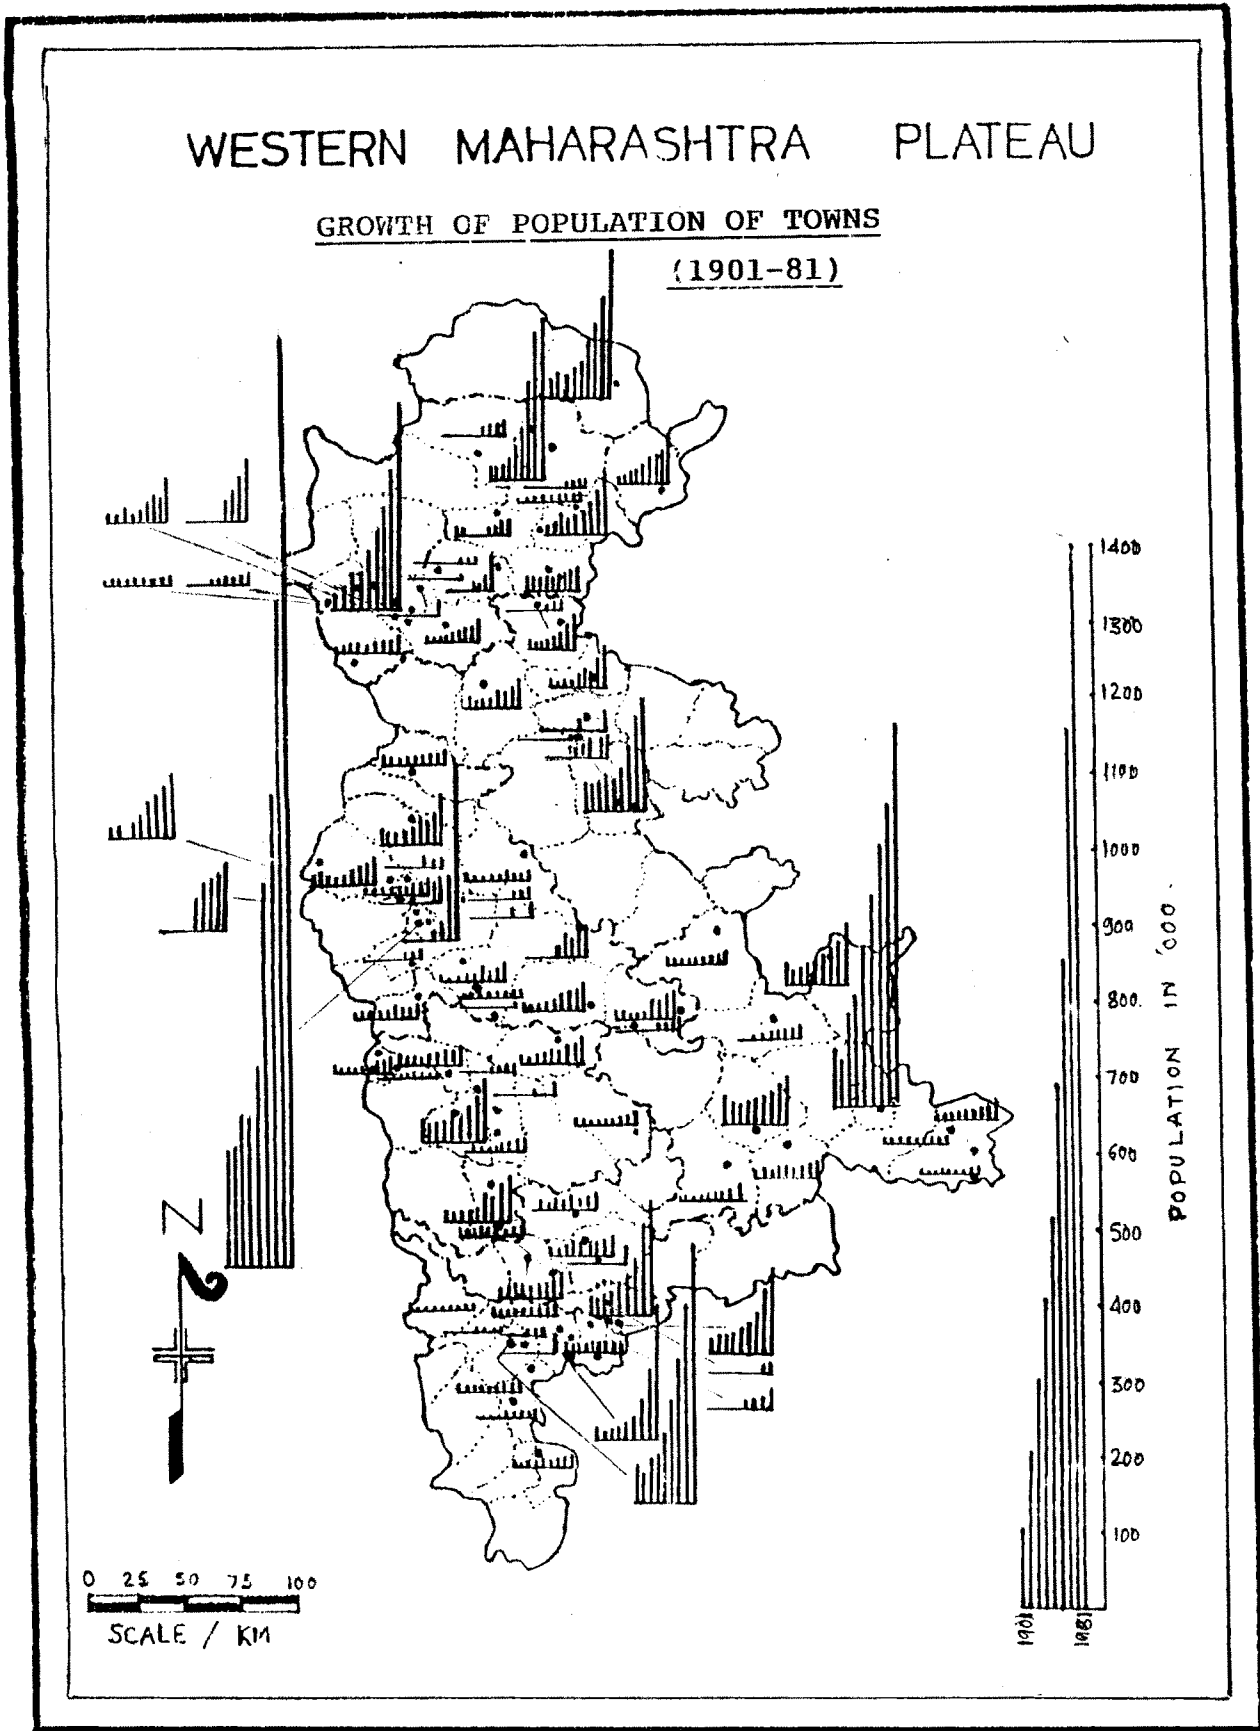 WESTERN MAHARASHTRA PLATEAU
GROWTH OF POPULATION OF TOWNS
(1901-81)
1400
1300
1200
1100
1000
900
800
700
600
500
400
300
200
100
POPULATION IN '000.
1901
1981
N
0 25 50 75 100
SCALE / KM